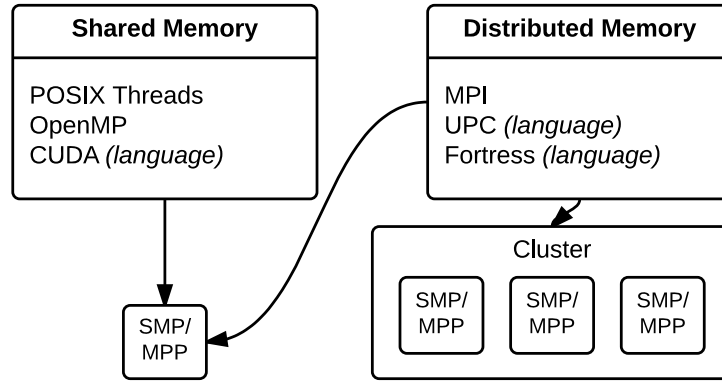 Shared Memory
POSIX Threads
OpenMP
CUDA (language)
Distributed Memory
MPI
UPC (language)
Fortress (language)
SMP/
MPP
Cluster
SMP/
MPP
SMP/
MPP
SMP/
MPP